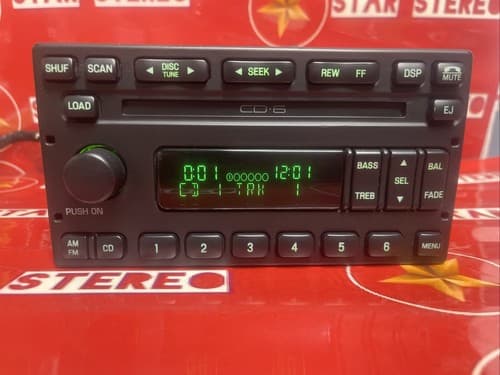 STAR
STEREO
SHUF
SCAN
◄ DISC ►
TUNE
◄ SEEK ►
REW FF
DSP
MUTE
LOAD
CD·6
EJ
0:01 12:01
CD 1 TRK 1
BASS
TREB
▲
SEL
▼
BAL
FADE
PUSH ON
AM
FM
CD
1
2
3
4
5
6
MENU
STEREO
STAR